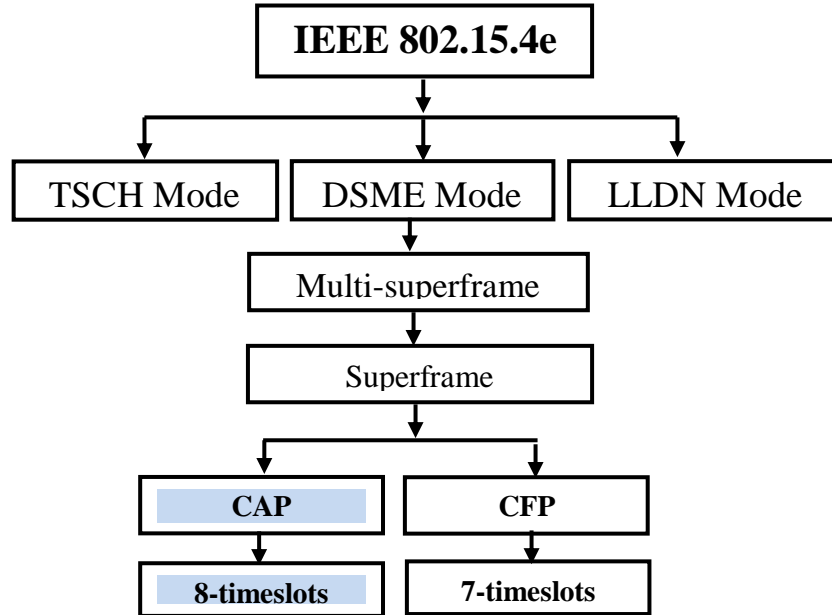 IEEE 802.15.4e
TSCH Mode
DSME Mode
LLDN Mode
Multi-superframe
Superframe
CAP
CFP
8-timeslots
7-timeslots